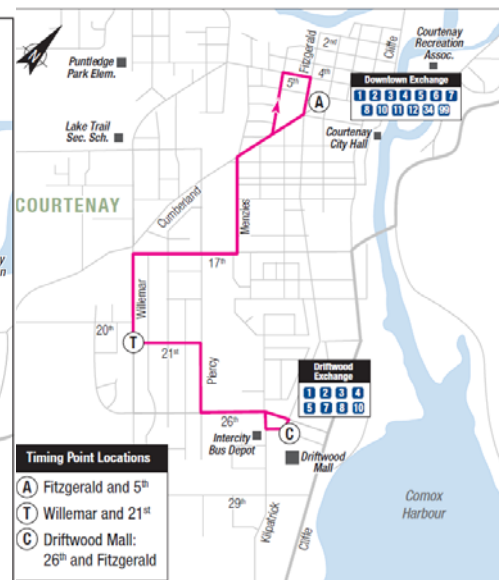 N
Puntledge
Park Elem.
Fitzgerald
2nd
Cliffe
Courtenay
Recreation
Assoc.
4th
5th
Downtown Exchange
1 2 3 4 5 6 7
8 10 11 12 34 99
A
Lake Trail
Sec. Sch.
Courtenay
City Hall
COURTENAY
Cumberland
Menzies
17th
Willemar
20th
T
21st
Piercy
Driftwood
Exchange
1 2 3 4
5 7 8 10
26th
C
Intercity
Bus Depot
Driftwood
Mall
29th
Kilpatrick
Cliffe
Comox
Harbour
Timing Point Locations
A Fitzgerald and 5th
T Willemar and 21st
C Driftwood Mall:
26th and Fitzgerald